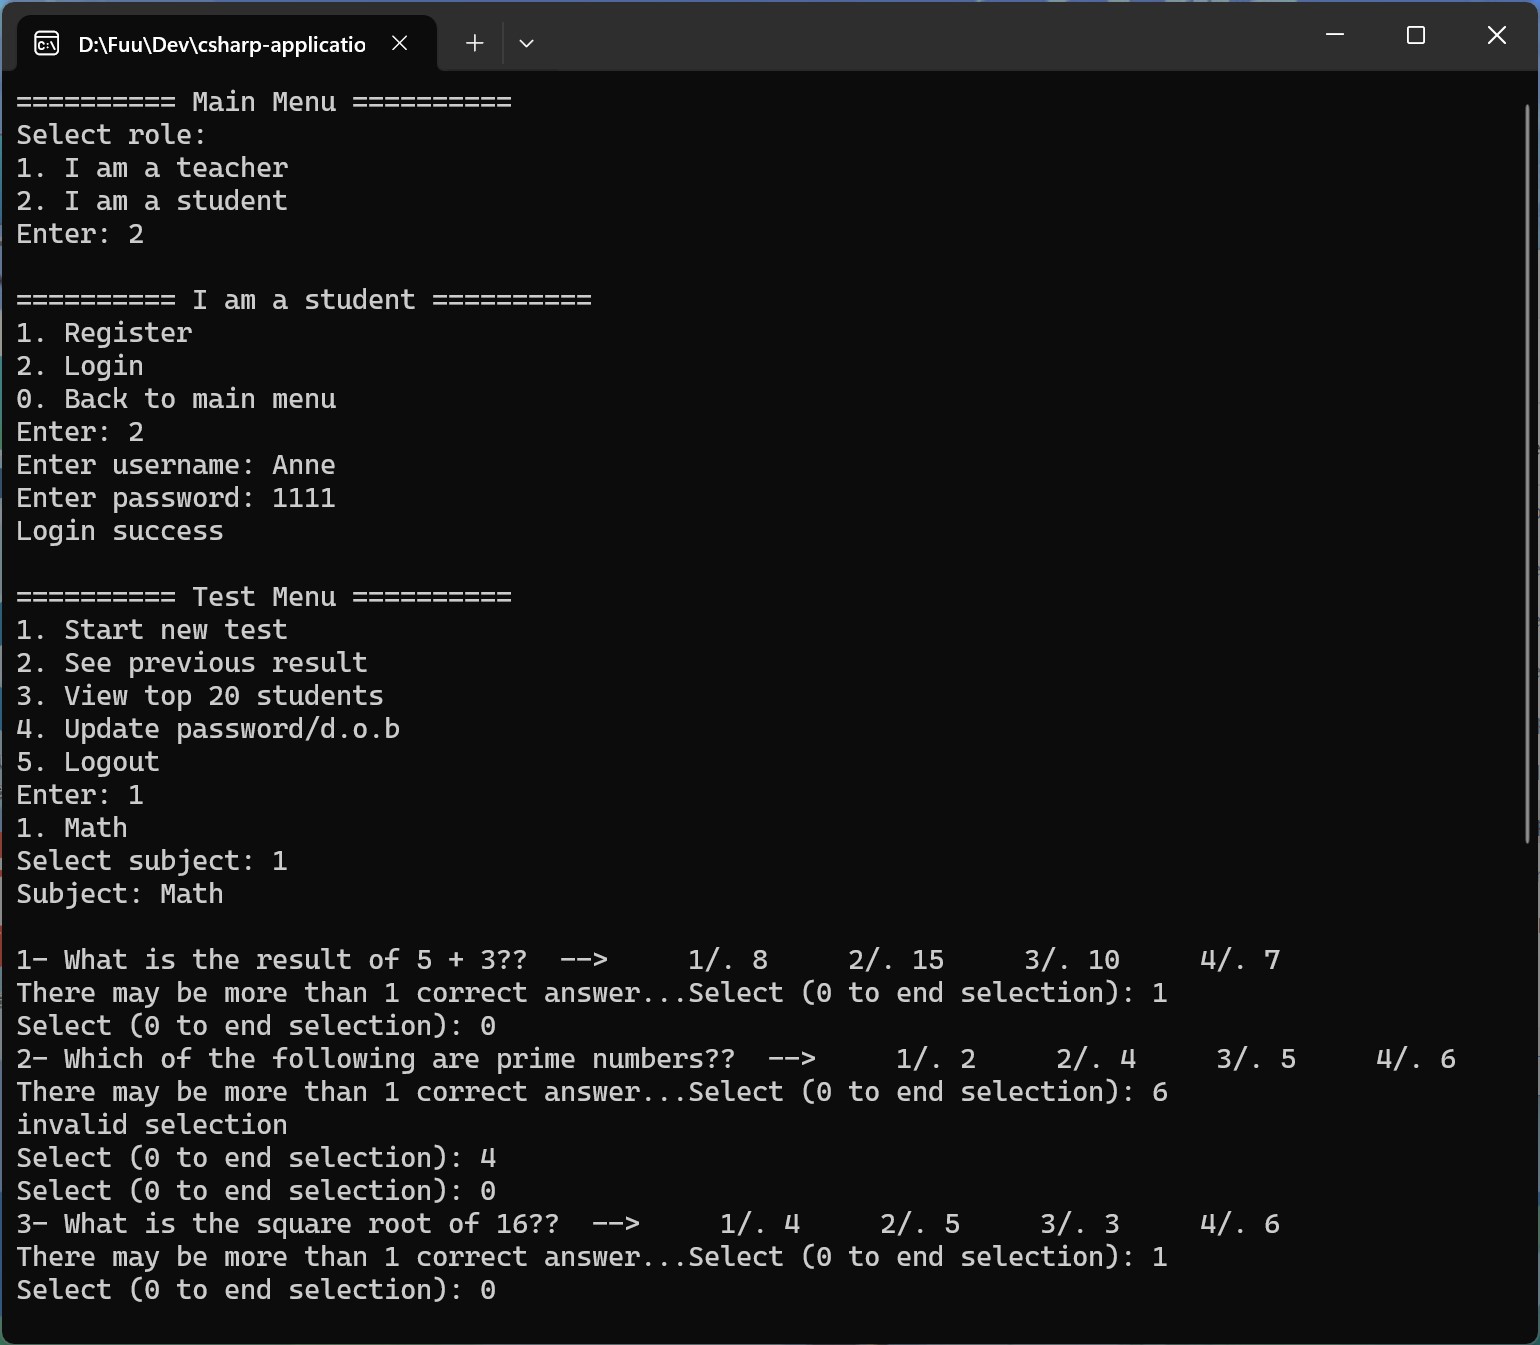 D:\Fuu\Dev\csharp-applicatio
========== Main Menu ==========
Select role:
1. I am a teacher
2. I am a student
Enter: 2
========== I am a student ==========
1. Register
2. Login
0. Back to main menu
Enter: 2
Enter username: Anne
Enter password: 1111
Login success
========== Test Menu ==========
1. Start new test
2. See previous result
3. View top 20 students
4. Update password/d.o.b
5. Logout
Enter: 1
1. Math
Select subject: 1
Subject: Math
1- What is the result of 5 + 3??  -->     1/. 8     2/. 15     3/. 10     4/. 7
There may be more than 1 correct answer...Select (0 to end selection): 1
Select (0 to end selection): 0
2- Which of the following are prime numbers??  -->     1/. 2     2/. 4     3/. 5     4/. 6
There may be more than 1 correct answer...Select (0 to end selection): 6
invalid selection
Select (0 to end selection): 4
Select (0 to end selection): 0
3- What is the square root of 16??  -->     1/. 4     2/. 5     3/. 3     4/. 6
There may be more than 1 correct answer...Select (0 to end selection): 1
Select (0 to end selection): 0